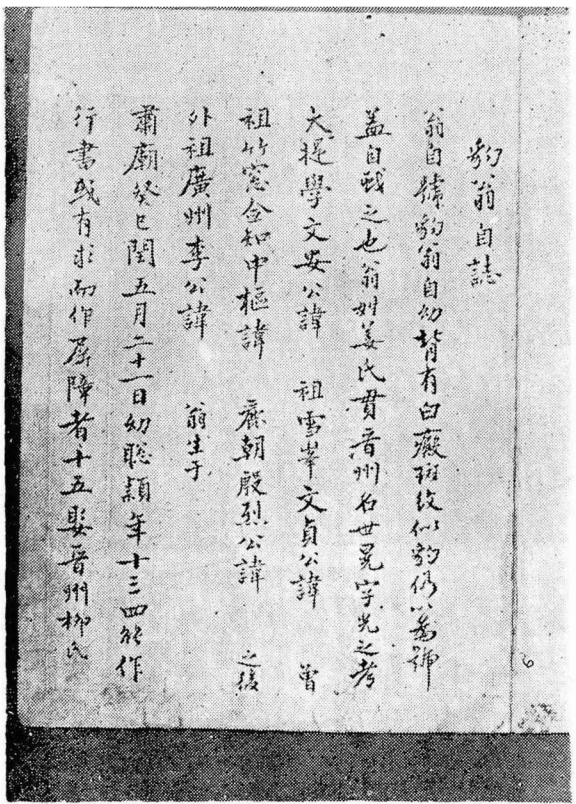 豹翁自誌
翁自號豹翁自幼背有白癜斑紋似豹仍以爲號
蓋自戱之也翁姓姜氏貫晋州名世晃字光之考
大提學文安公諱 祖雪峯文貞公諱 曾
祖竹窓僉知中樞諱 麗朝殷烈公諱 之後
外祖廣州李公諱 翁生于
肅廟癸巳閏五月二十一日幼聰穎年十三四能作
行書或有求而作屛障者十五娶晋州柳氏
6